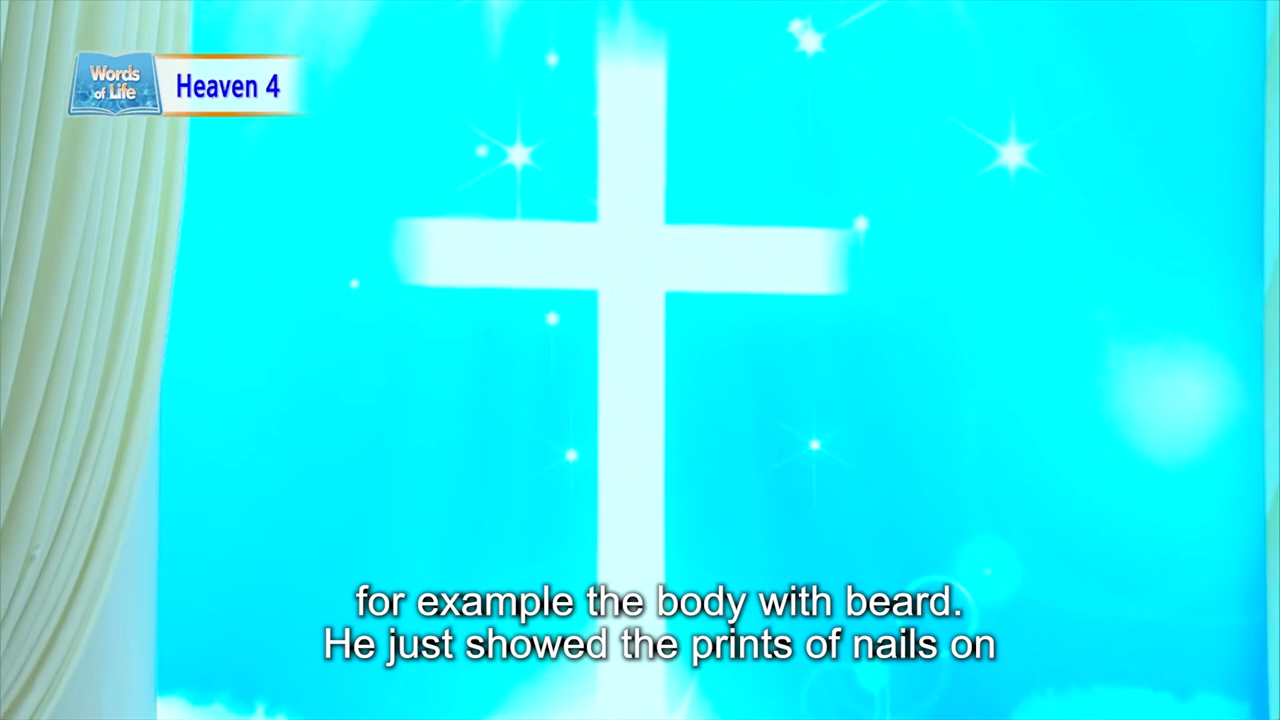 Words
of Life
Heaven 4
for example the body with beard.
He just showed the prints of nails on